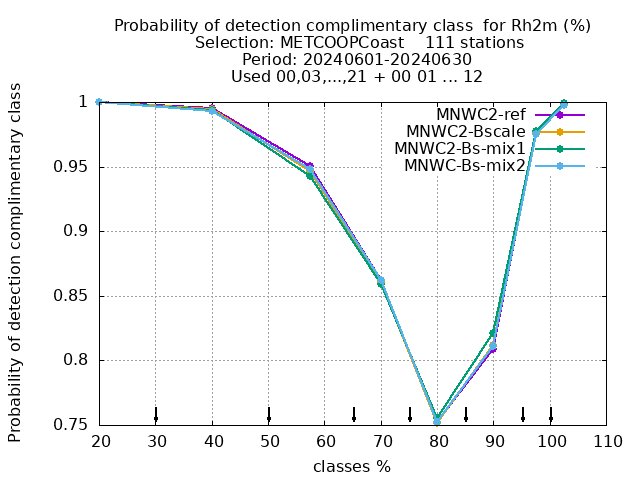 Probability of detection complimentary class  for Rh2m (%)
Selection: METCOOPCoast    111 stations
Period: 20240601-20240630
Used 00,03,...,21 + 00 01 ... 12
Probability of detection complimentary class
1
0.95
0.9
0.85
0.8
0.75
MNWC2-ref
MNWC2-Bscale
MNWC2-Bs-mix1
MNWC-Bs-mix2
20 30 40 50 60 70 80 90 100 110
classes %